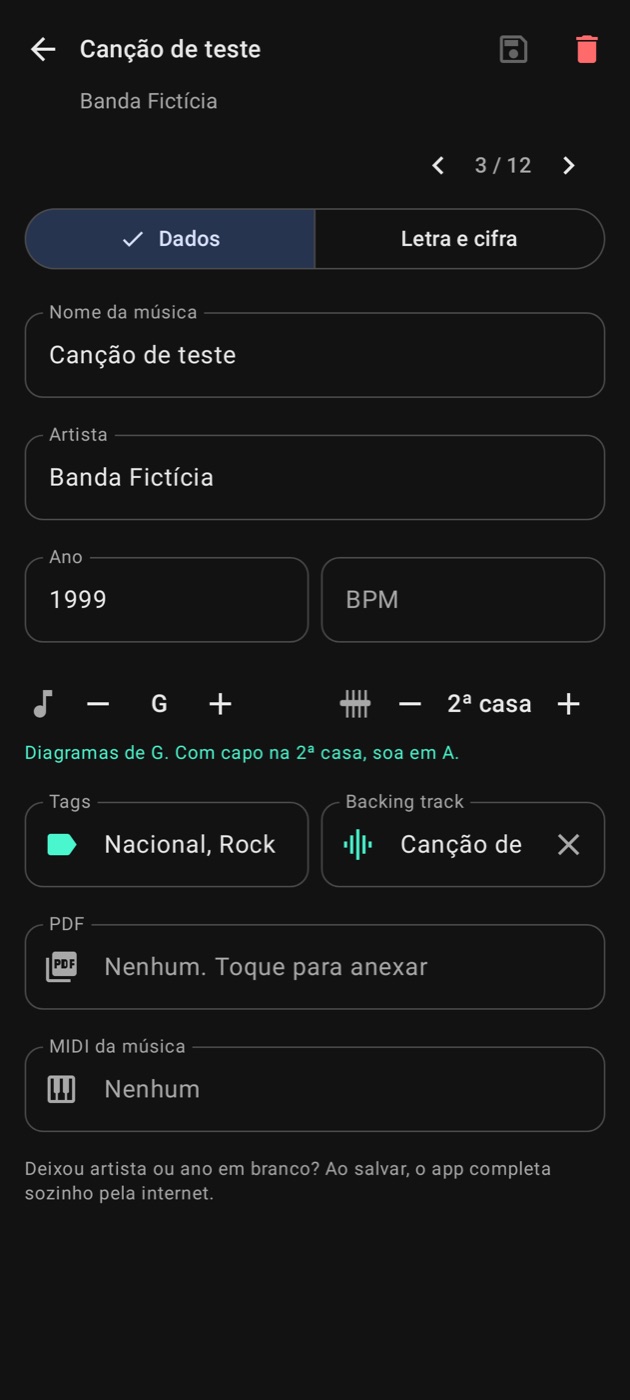 Canção de teste
Banda Fictícia
3 / 12
Dados
Letra e cifra
Nome da música
Canção de teste
Artista
Banda Fictícia
Ano
1999
BPM
G
2ª casa
Diagramas de G. Com capo na 2ª casa, soa em A.
Tags
Nacional, Rock
Backing track
Canção de
PDF
PDF
Nenhum. Toque para anexar
MIDI da música
Nenhum
Deixou artista ou ano em branco? Ao salvar, o app completa
sozinho pela internet.